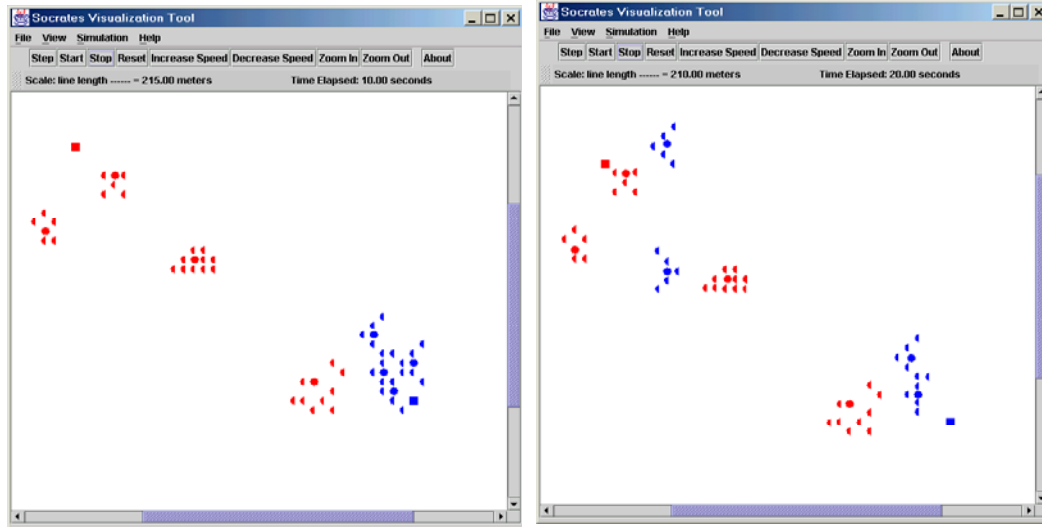 Socrates Visualization Tool
File View Simulation Help
Step Start Stop Reset Increase Speed Decrease Speed Zoom In Zoom Out About
Scale: line length ------ = 215.00 meters Time Elapsed: 10.00 seconds
Socrates Visualization Tool
File View Simulation Help
Step Start Stop Reset Increase Speed Decrease Speed Zoom In Zoom Out About
Scale: line length ------ = 210.00 meters Time Elapsed: 20.00 seconds